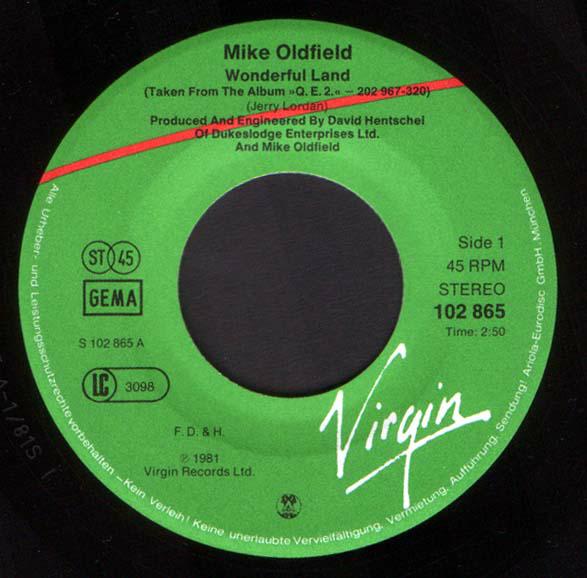 Mike Oldfield
Wonderful Land
(Taken From The Album »Q. E. 2.« – 202 967-320)
(Jerry Lordan)
Produced And Engineered By David Hentschel
Of Dukeslodge Enterprises Ltd.
And Mike Oldfield
ST 45
GEMA
S 102 865 A
LC 3098
Side 1
45 RPM
STEREO
102 865
Time: 2:50
F. D. & H.
℗ 1981
Virgin Records Ltd.
Virgin
Alle Urheber- und Leistungsschutzrechte vorbehalten – Kein Verleih! Keine unerlaubte Vervielfältigung, Vermietung, Aufführung, Sendung! Ariola-Eurodisc GmbH, München